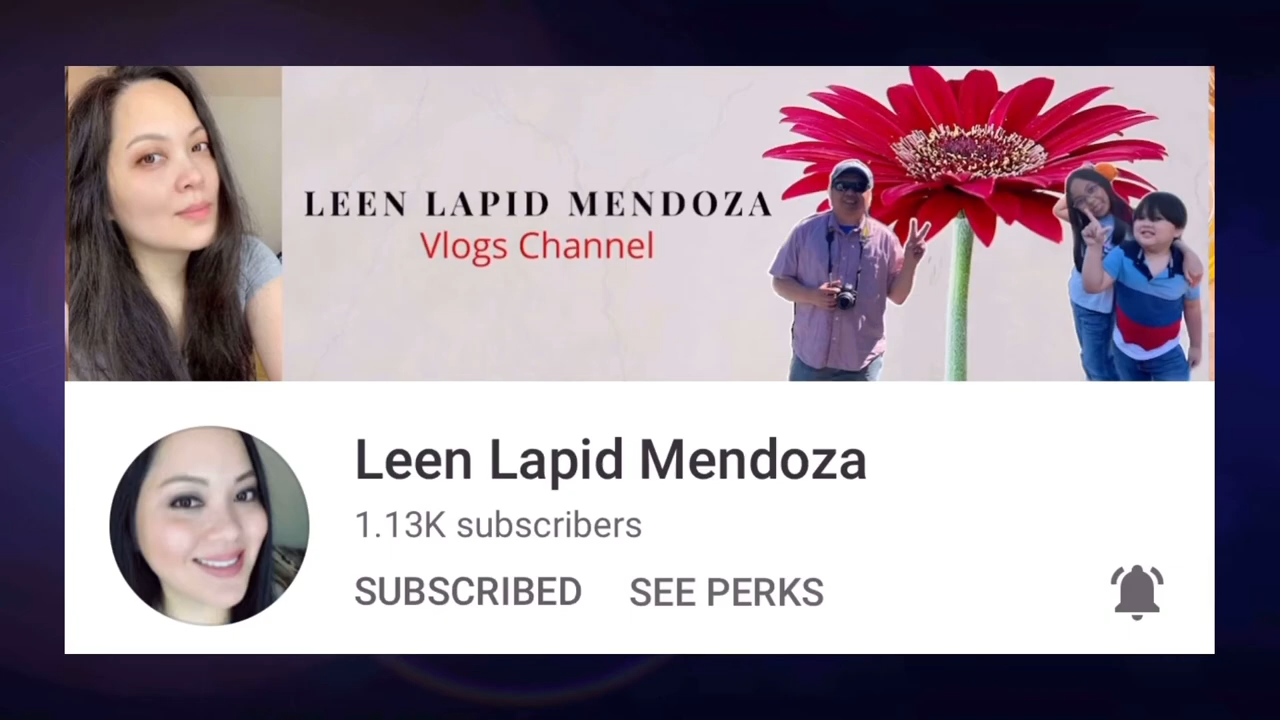 LEEN LAPID MENDOZA
Vlogs Channel
Leen Lapid Mendoza
1.13K subscribers
SUBSCRIBED SEE PERKS